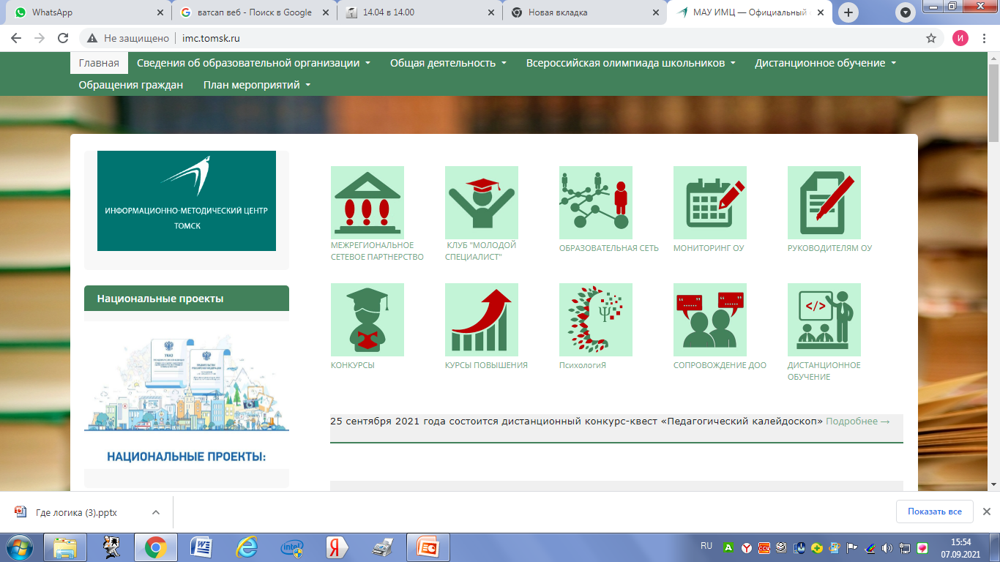 WhatsApp
ватсап веб - Поиск в Google
14.04 в 14.00
Новая вкладка
МАУ ИМЦ — Официальный
Не защищено
imc.tomsk.ru
И
Главная
Сведения об образовательной организации
Общая деятельность
Всероссийская олимпиада школьников
Дистанционное обучение
Обращения граждан
План мероприятий
ИНФОРМАЦИОННО-МЕТОДИЧЕСКИЙ ЦЕНТР
ТОМСК
МЕЖРЕГИОНАЛЬНОЕ
СЕТЕВОЕ ПАРТНЕРСТВО
КЛУБ "МОЛОДОЙ
СПЕЦИАЛИСТ"
ОБРАЗОВАТЕЛЬНАЯ СЕТЬ
МОНИТОРИНГ ОУ
РУКОВОДИТЕЛЯМ ОУ
Национальные проекты
УКАЗ
НАЦИОНАЛЬНЫЕ ПРОЕКТЫ:
Ψ
</>
КОНКУРСЫ
КУРСЫ ПОВЫШЕНИЯ
ПсихологиЯ
СОПРОВОЖДЕНИЕ ДОО
ДИСТАНЦИОННОЕ
ОБУЧЕНИЕ
25 сентября 2021 года состоится дистанционный конкурс-квест «Педагогический калейдоскоп» Подробнее →
Где логика (3).pptx
Показать все
intel
Я
RU
15:54
07.09.2021